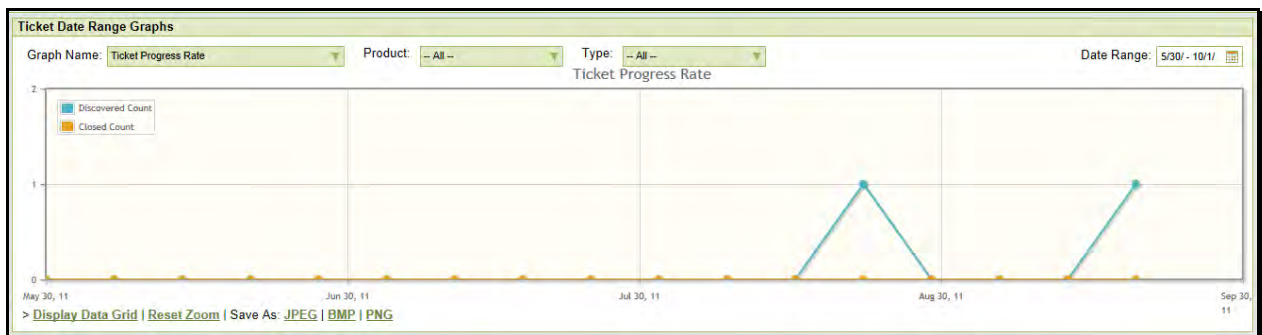 Ticket Date Range Graphs
Graph Name: Ticket Progress Rate Product: -- All -- Type: -- All -- Date Range: 5/30/ - 10/1/
Ticket Progress Rate
2
Discovered Count
Closed Count
1
0
May 30, 11 Jun 30, 11 Jul 30, 11 Aug 30, 11 Sep 30, 11
> Display Data Grid | Reset Zoom | Save As: JPEG | BMP | PNG